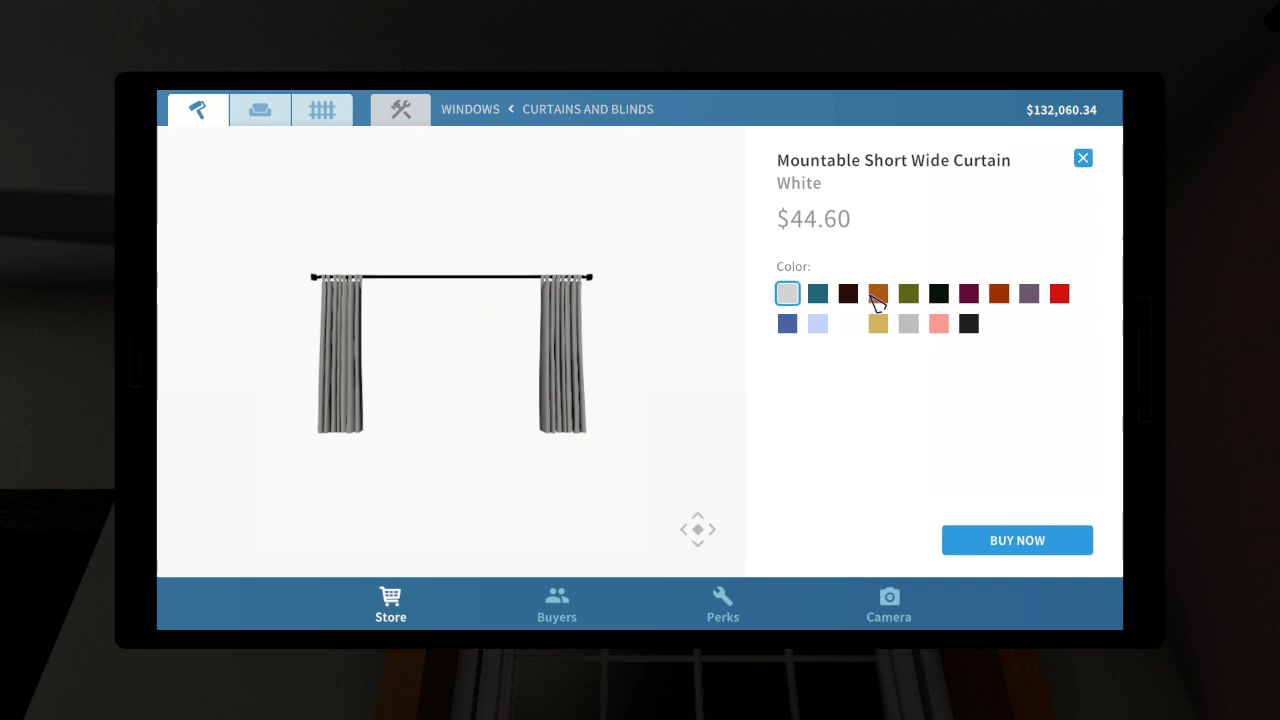 WINDOWS < CURTAINS AND BLINDS
$132,060.34
Mountable Short Wide Curtain
White
$44.60
Color:
BUY NOW
Store
Buyers
Perks
Camera